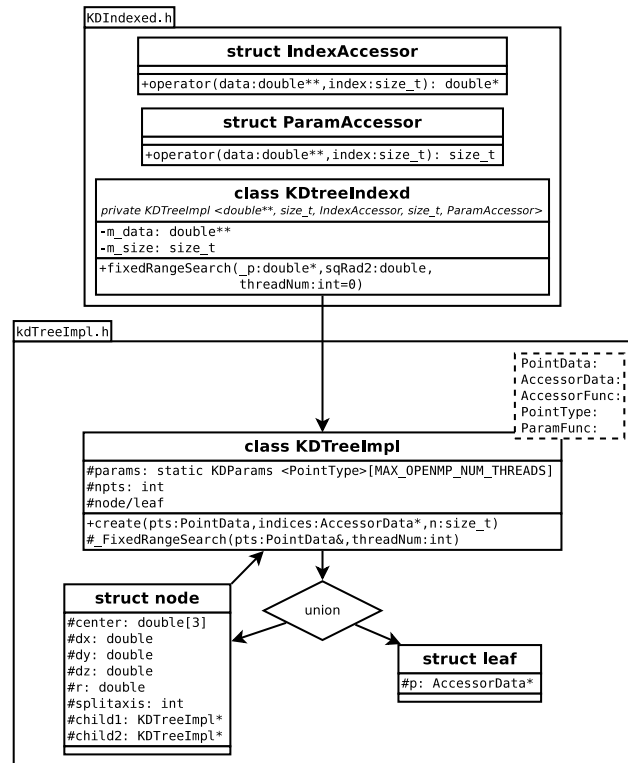 KDIndexed.h
struct IndexAccessor
+operator(data:double**,index:size_t): double*
struct ParamAccessor
+operator(data:double**,index:size_t): size_t
class KDtreeIndexd
private KDTreeImpl <double**, size_t, IndexAccessor, size_t, ParamAccessor>
-m_data: double**
-m_size: size_t
+fixedRangeSearch(_p:double*,sqRad2:double,
threadNum:int=0)
kdTreeImpl.h
PointData:
AccessorData:
AccessorFunc:
PointType:
ParamFunc:
class KDTreeImpl
#params: static KDParams <PointType>[MAX_OPENMP_NUM_THREADS]
#npts: int
#node/leaf
+create(pts:PointData,indices:AccessorData*,n:size_t)
#_FixedRangeSearch(pts:PointData&,threadNum:int)
union
struct node
#center: double[3]
#dx: double
#dy: double
#dz: double
#r: double
#splitaxis: int
#child1: KDTreeImpl*
#child2: KDTreeImpl*
struct leaf
#p: AccessorData*